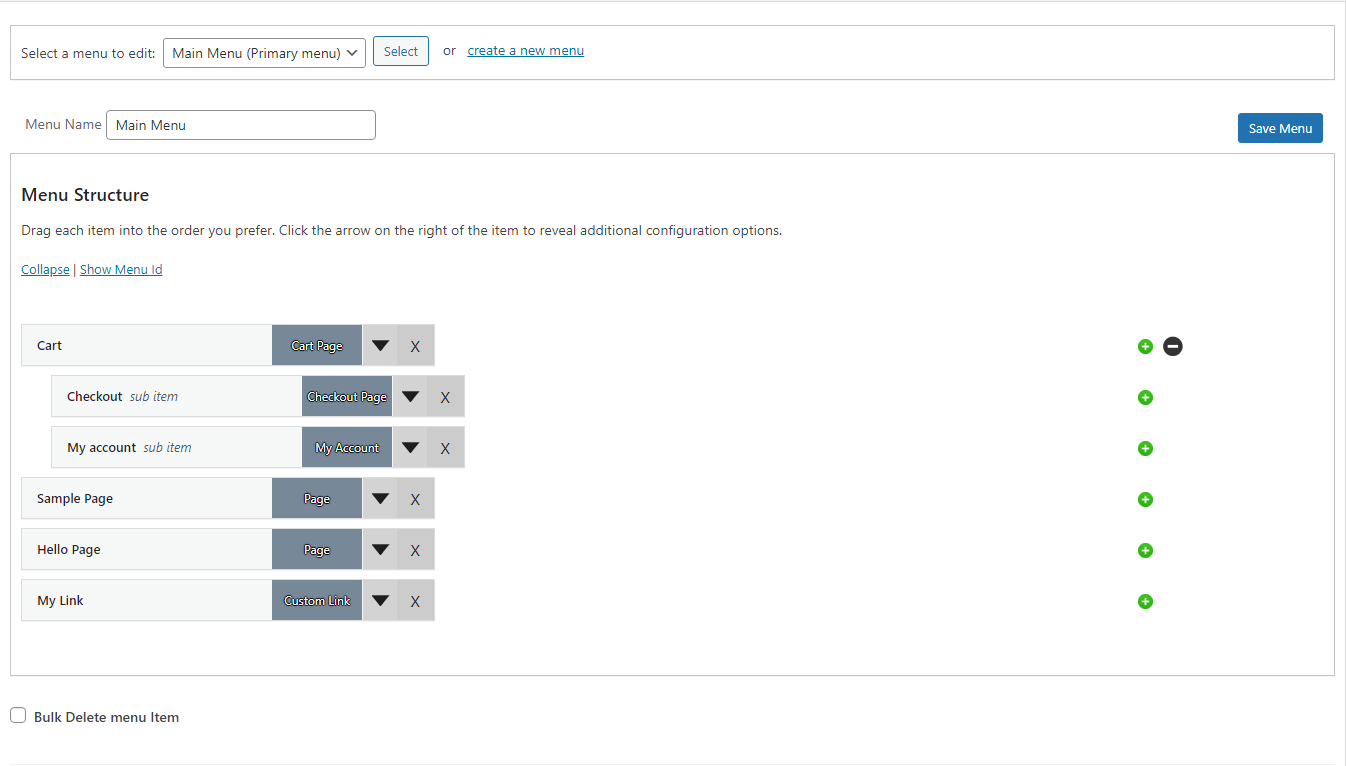 Select a menu to edit: Main Menu (Primary menu) Select or create a new menu
Menu Name Main Menu Save Menu
Menu Structure
Drag each item into the order you prefer. Click the arrow on the right of the item to reveal additional configuration options.
Collapse | Show Menu Id
Cart Cart Page X
Checkout sub item Checkout Page X
My account sub item My Account X
Sample Page Page X
Hello Page Page X
My Link Custom Link X
Bulk Delete menu Item